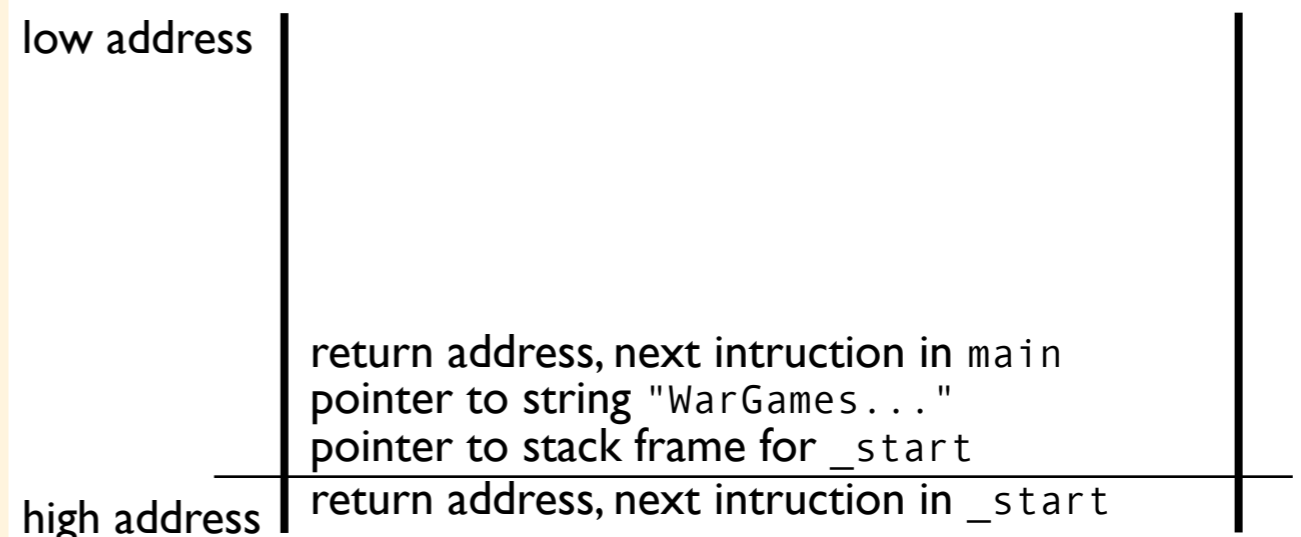 low address
return address, next intruction in main
pointer to string "WarGames..."
pointer to stack frame for _start
return address, next intruction in _start
high address